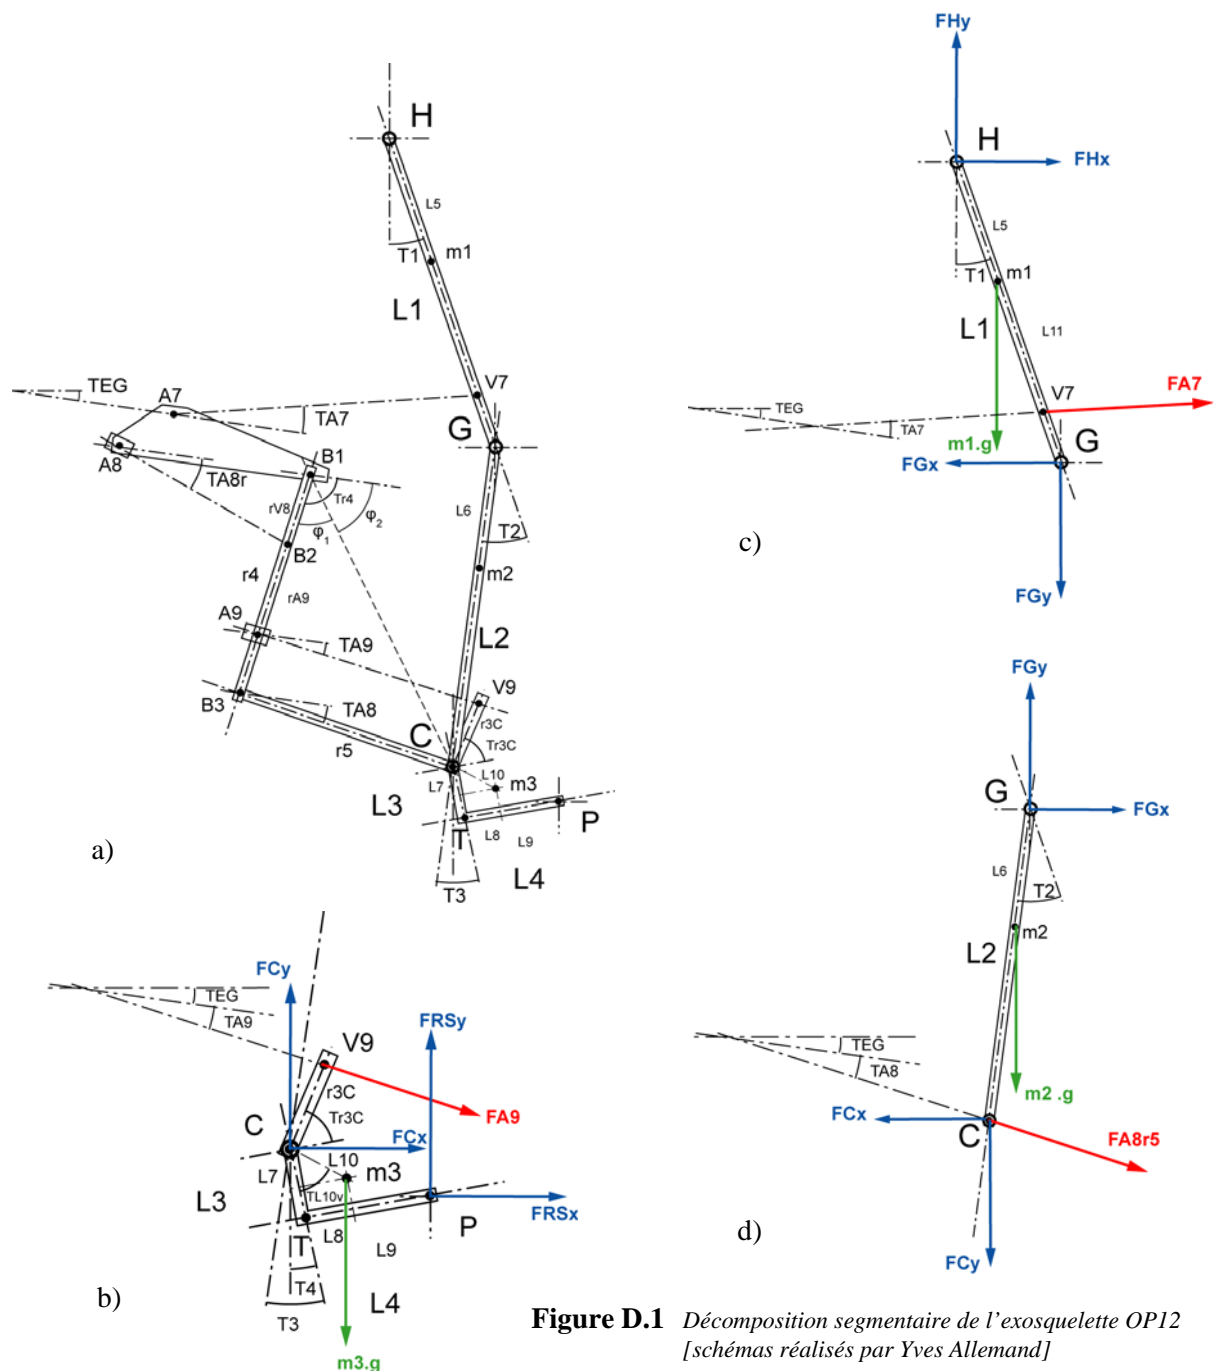 H
L5
T1
m1
L1
TEG
A7
V7
TA7
G
A8
B1
TA8r
rV8
Tr4
φ1
φ2
L6
T2
B2
m2
r4
rA9
A9
TA9
L2
V9
B3
TA8
r3C
C
Tr3C
r5
L7
L10
m3
L3
T
L8
L9
P
a)
T3
L4
TEG
FCy
TA9
V9
FRSy
r3C
Tr3C
FA9
C
FCx
L10
m3
L7
TL10v
L3
L8
P
FRSx
T
L9
T4
b)
T3
L4
m3.g
FHy
H
FHx
L5
T1
m1
L1
L11
V7
FA7
TEG
TA7
m1.g
G
FGx
c)
FGy
FGy
G
FGx
L6
T2
m2
L2
TEG
TA8
m2 .g
FCx
C
FA8r5
d)
FCy
Figure D.1 Décomposition segmentaire de l'exosquelette OP12
[schémas réalisés par Yves Allemand]